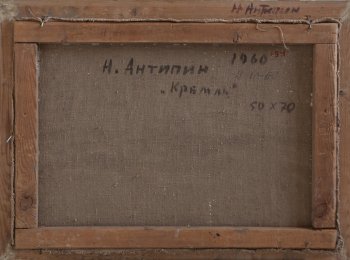 Н. Антипин
Н. Антипин 1960
„Кремль“
50 x 70